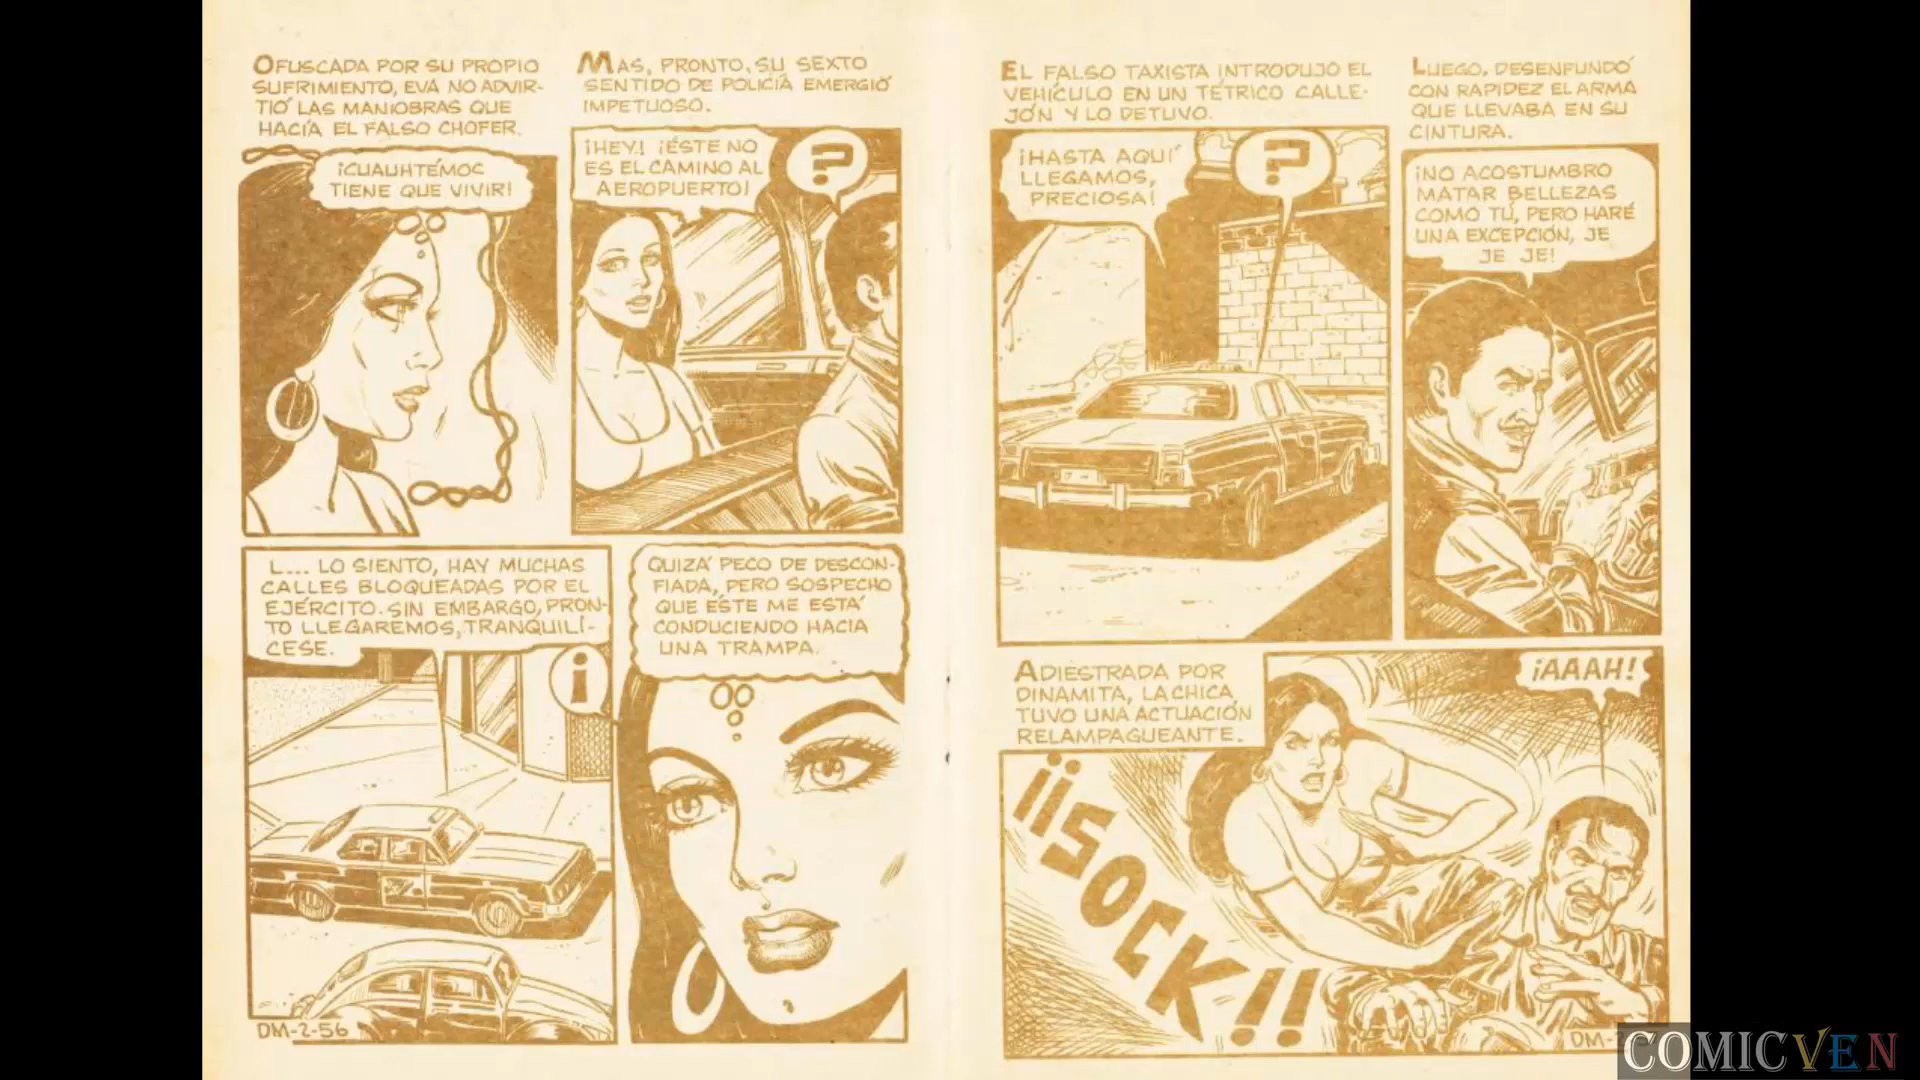 OFUSCADA POR SU PROPIO
SUFRIMIENTO, EVA NO ADVIR-
TIÓ LAS MANIOBRAS QUE
HACÍA EL FALSO CHOFER.
¡CUAUHTÉMOC
TIENE QUE VIVIR!
MAS, PRONTO, SU SEXTO
SENTIDO DE POLICÍA EMERGIÓ
IMPETUOSO.
¡HEY! ¡ÉSTE NO
ES EL CAMINO AL
AEROPUERTO!
?
L... LO SIENTO, HAY MUCHAS
CALLES BLOQUEADAS POR EL
EJÉRCITO. SIN EMBARGO, PRON-
TO LLEGAREMOS, TRANQUILÍ-
CESE.
¡
QUIZÁ PECO DE DESCON-
FIADA, PERO SOSPECHO
QUE ÉSTE ME ESTÁ
CONDUCIENDO HACIA
UNA TRAMPA.
DM-2-56
EL FALSO TAXISTA INTRODUJO EL
VEHÍCULO EN UN TÉTRICO CALLE-
JÓN Y LO DETUVO.
¡HASTA AQUÍ
LLEGAMOS,
PRECIOSA!
?
LUEGO, DESENFUNDÓ
CON RAPIDEZ EL ARMA
QUE LLEVABA EN SU
CINTURA.
¡NO ACOSTUMBRO
MATAR BELLEZAS
COMO TÚ, PERO HARÉ
UNA EXCEPCIÓN, JE
JE JE!
ADIESTRADA POR
DINAMITA, LA CHICA
TUVO UNA ACTUACIÓN
RELAMPAGUEANTE.
¡AAAH!
¡¡SOCK!!
DM-
COMICVEN